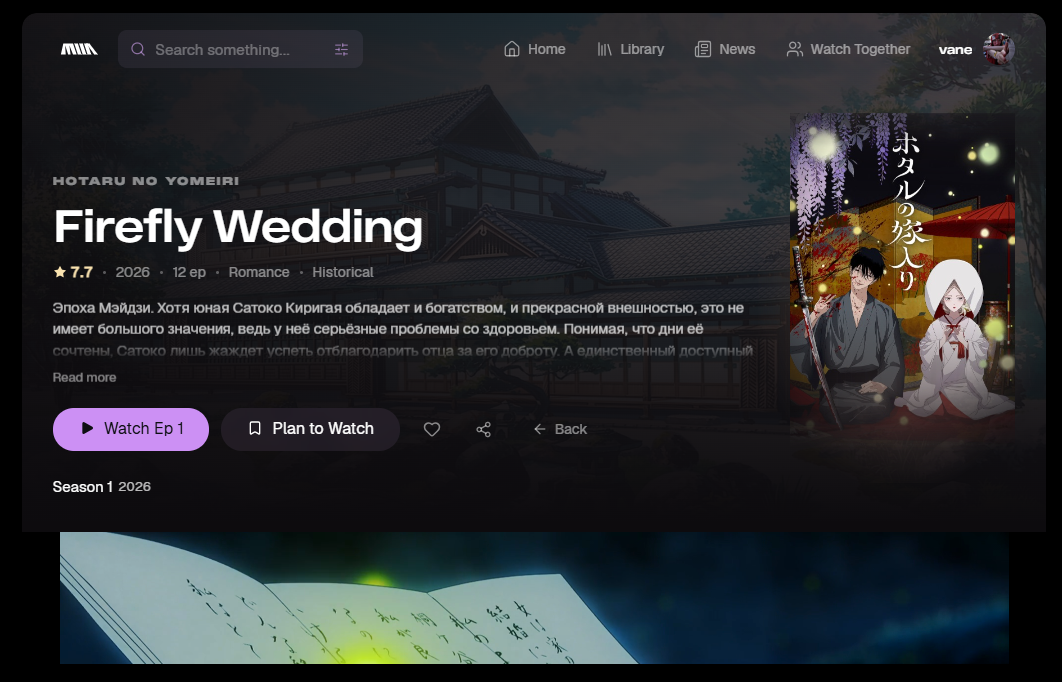 MIIA
Search something...
Home
Library
News
Watch Together
vane
HOTARU NO YOMEIRI
Firefly Wedding
7.7 • 2026 • 12 ep • Romance • Historical
Эпоха Мэйдзи. Хотя юная Сатоко Киригая обладает и богатством, и прекрасной внешностью, это не
имеет большого значения, ведь у неё серьёзные проблемы со здоровьем. Понимая, что дни её
сочтены, Сатоко лишь жаждет успеть отблагодарить отца за его доброту. А единственный доступный
Read more
Watch Ep 1
Plan to Watch
Back
Season 1 2026
ホタルの嫁入り